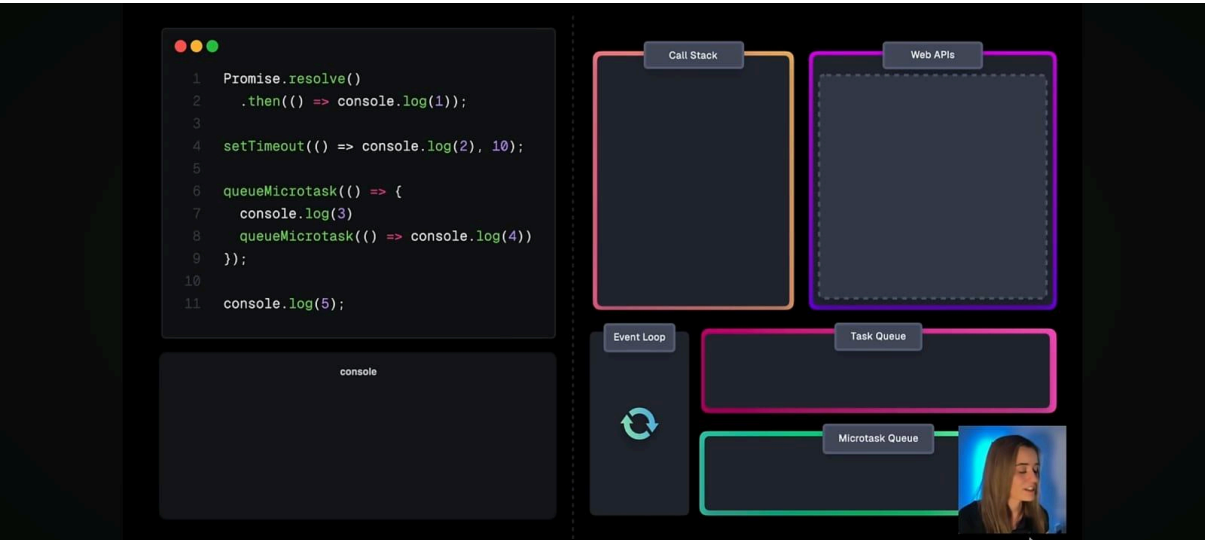 1 Promise.resolve()
2 .then(() => console.log(1));
3
4 setTimeout(() => console.log(2), 10);
5
6 queueMicrotask(() => {
7 console.log(3)
8 queueMicrotask(() => console.log(4))
9 });
10
11 console.log(5);
console
Call Stack
Web APIs
Event Loop
Task Queue
Microtask Queue